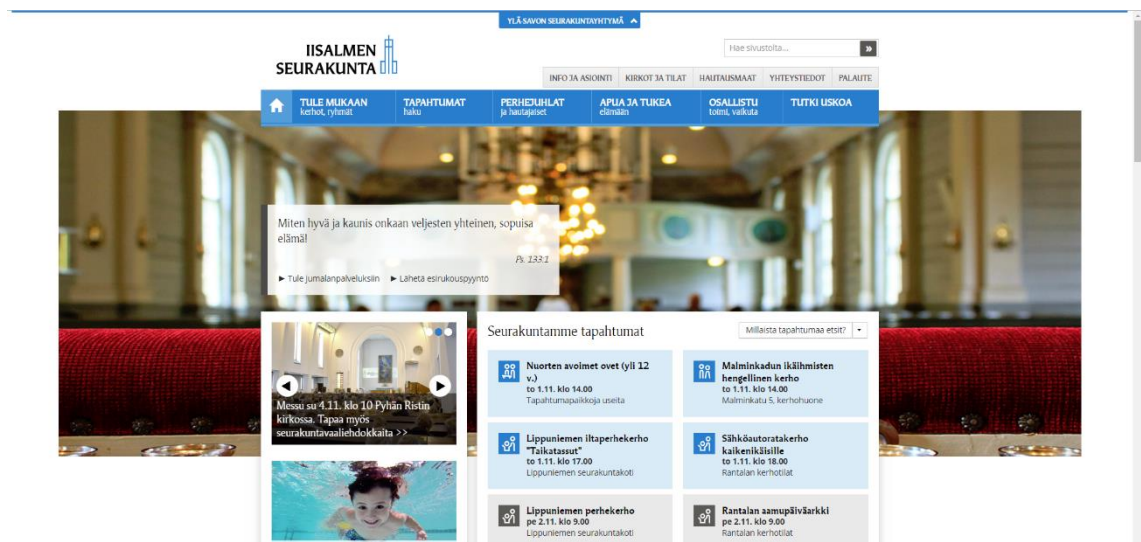 YLÄ-SAVON SEURAKUNTAYHTYMÄ
IISALMEN
SEURAKUNTA
Hae sivustolta...
INFO JA ASIOINTI KIRKOT JA TILAT HAUTAUSMAAT YHTEYSTIEDOT PALAUTE
TULE MUKAAN TAPAHTUMAT PERHEJUHLAT APUA JA TUKEA OSALLISTU TUTKI USKOA
kerhot, ryhmät haku ja hautajaiset elämään toimi, vaikuta
Miten hyvä ja kaunis onkaan veljesten yhteinen, sopuisa
elämä!
Ps. 133:1
► Tule jumalanpalveluksiin ► Lähetä esirukouspyyntö
Messu su 4.11. klo 10 Pyhän Ristin
kirkossa. Tapaa myös
seurakuntavaaliehdokkaita >>
Seurakuntamme tapahtumat
Millaista tapahtumaa etsit?
Nuorten avoimet ovet (yli 12
v.)
to 1.11. klo 14.00
Tapahtumapaikkoja useita
Malminkadun ikäihmisten
hengellinen kerho
to 1.11. klo 14.00
Malminkatu 5, kerhohuone
Lippuniemen iltaperhekerho
"Taikatassut"
to 1.11. klo 17.00
Lippuniemen seurakuntakoti
Sähköautoratakerho
kaikenikäisille
to 1.11. klo 18.00
Rantalan kerhotilat
Lippuniemen perhekerho
pe 2.11. klo 9.00
Lippuniemen seurakuntakoti
Rantalan aamupäiväarkki
pe 2.11. klo 9.00
Rantalan kerhotilat